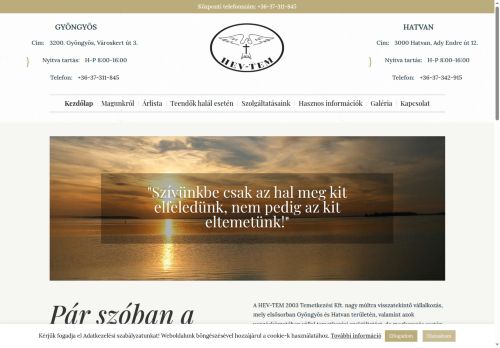 Központi telefonszám: +36-37-311-845
GYÖNGYÖS
Cím: 3200. Gyöngyös, Városkert út 3.
Nyitva tartás: H-P 8:00-16:00
Telefon: +36-37-311-845
HEV-TEM
HATVAN
Cím: 3000 Hatvan, Ady Endre út 12.
Nyitva tartás: H-P 8:00-16:00
Telefon: +36-37-342-915
Kezdőlap Magunkról Árlista Teendők halál esetén Szolgáltatásaink Hasznos információk Galéria Kapcsolat
"Szívünkbe csak az hal meg kit
elfeledünk, nem pedig az kit
eltemetünk!"
Pár szóban a
A HEV-TEM 2003 Temetkezési Kft. nagy múltra visszatekintő vállalkozás,
mely elsősorban Gyöngyös és Hatvan területén, valamint azok
Kérjük fogadja el Adatkezelési szabályzatunkat! Weboldalunk böngészésével hozzájárul a cookie-k használatához. További információ Elfogadom Elutasítom